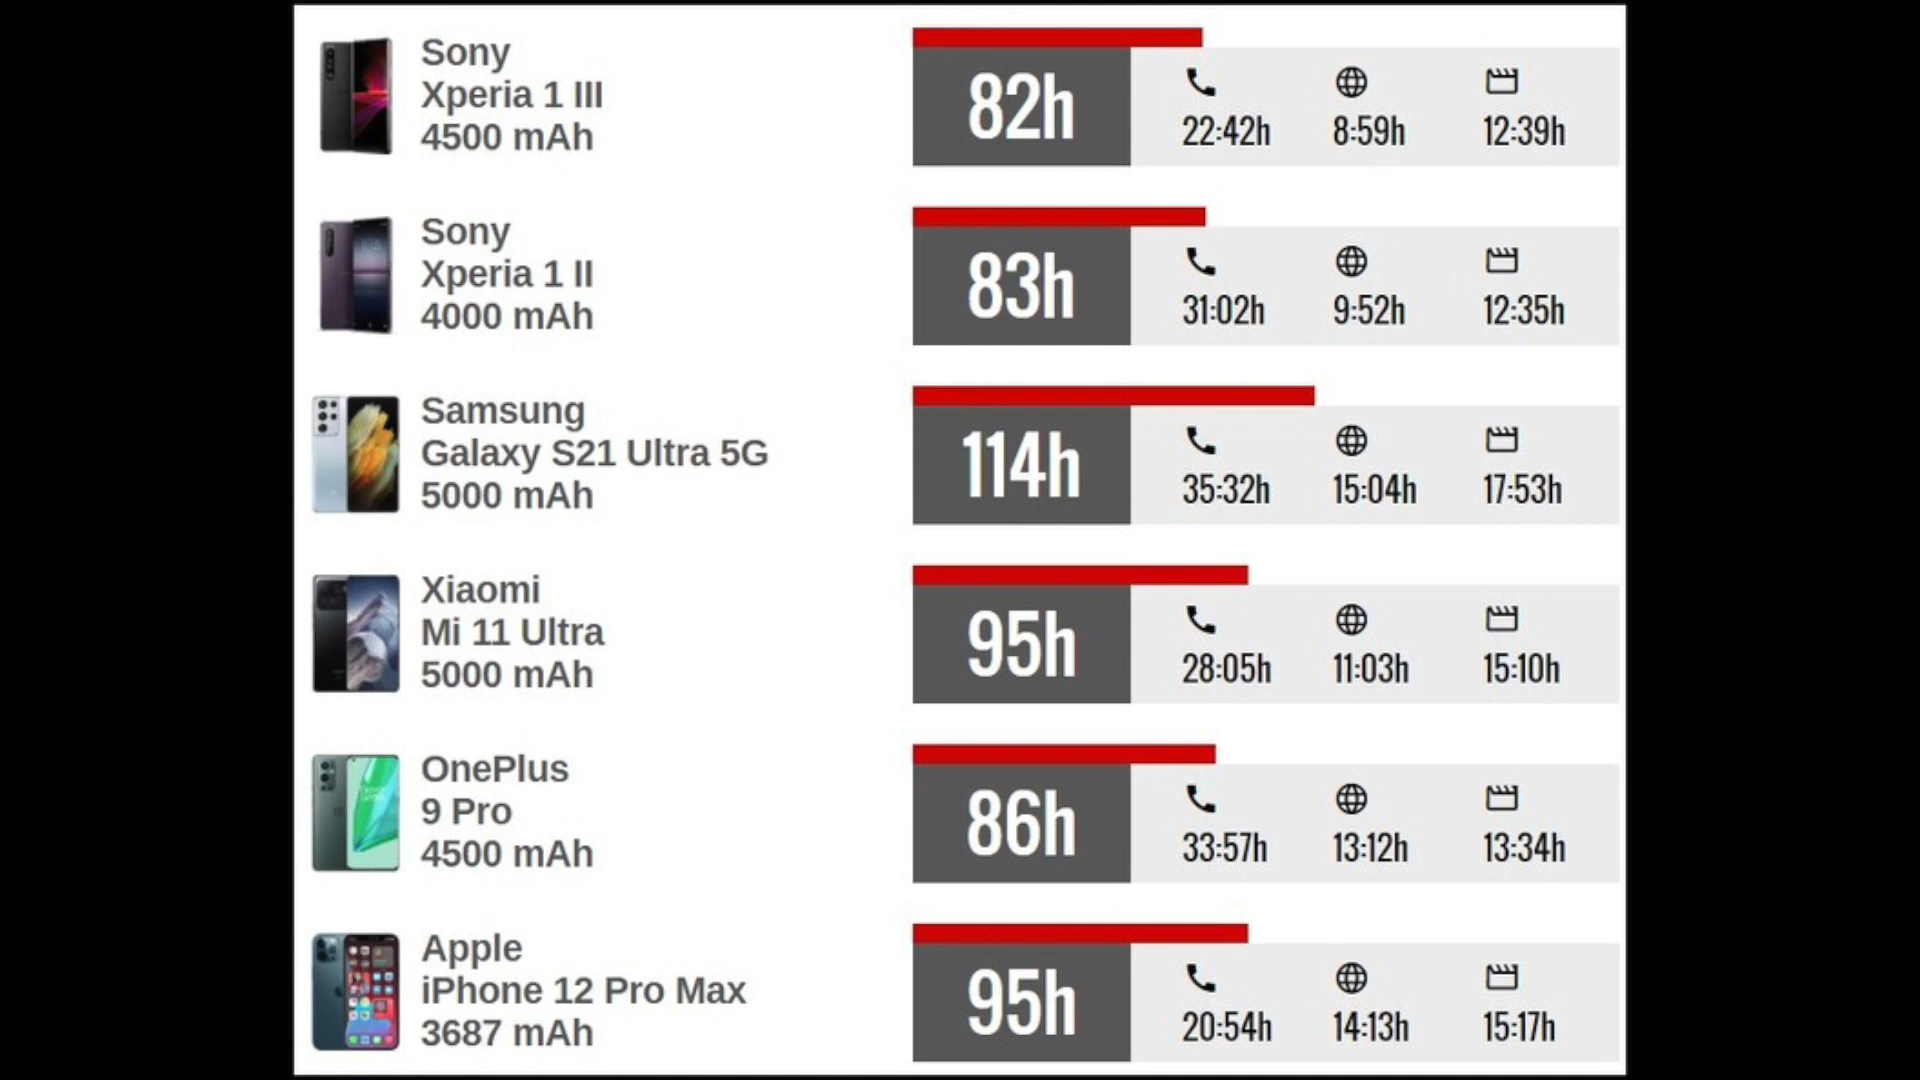 Sony
Xperia 1 III
4500 mAh
82h
22:42h
8:59h
12:39h
Sony
Xperia 1 II
4000 mAh
83h
31:02h
9:52h
12:35h
Samsung
Galaxy S21 Ultra 5G
5000 mAh
114h
35:32h
15:04h
17:53h
Xiaomi
Mi 11 Ultra
5000 mAh
95h
28:05h
11:03h
15:10h
OnePlus
9 Pro
4500 mAh
86h
33:57h
13:12h
13:34h
Apple
iPhone 12 Pro Max
3687 mAh
95h
20:54h
14:13h
15:17h